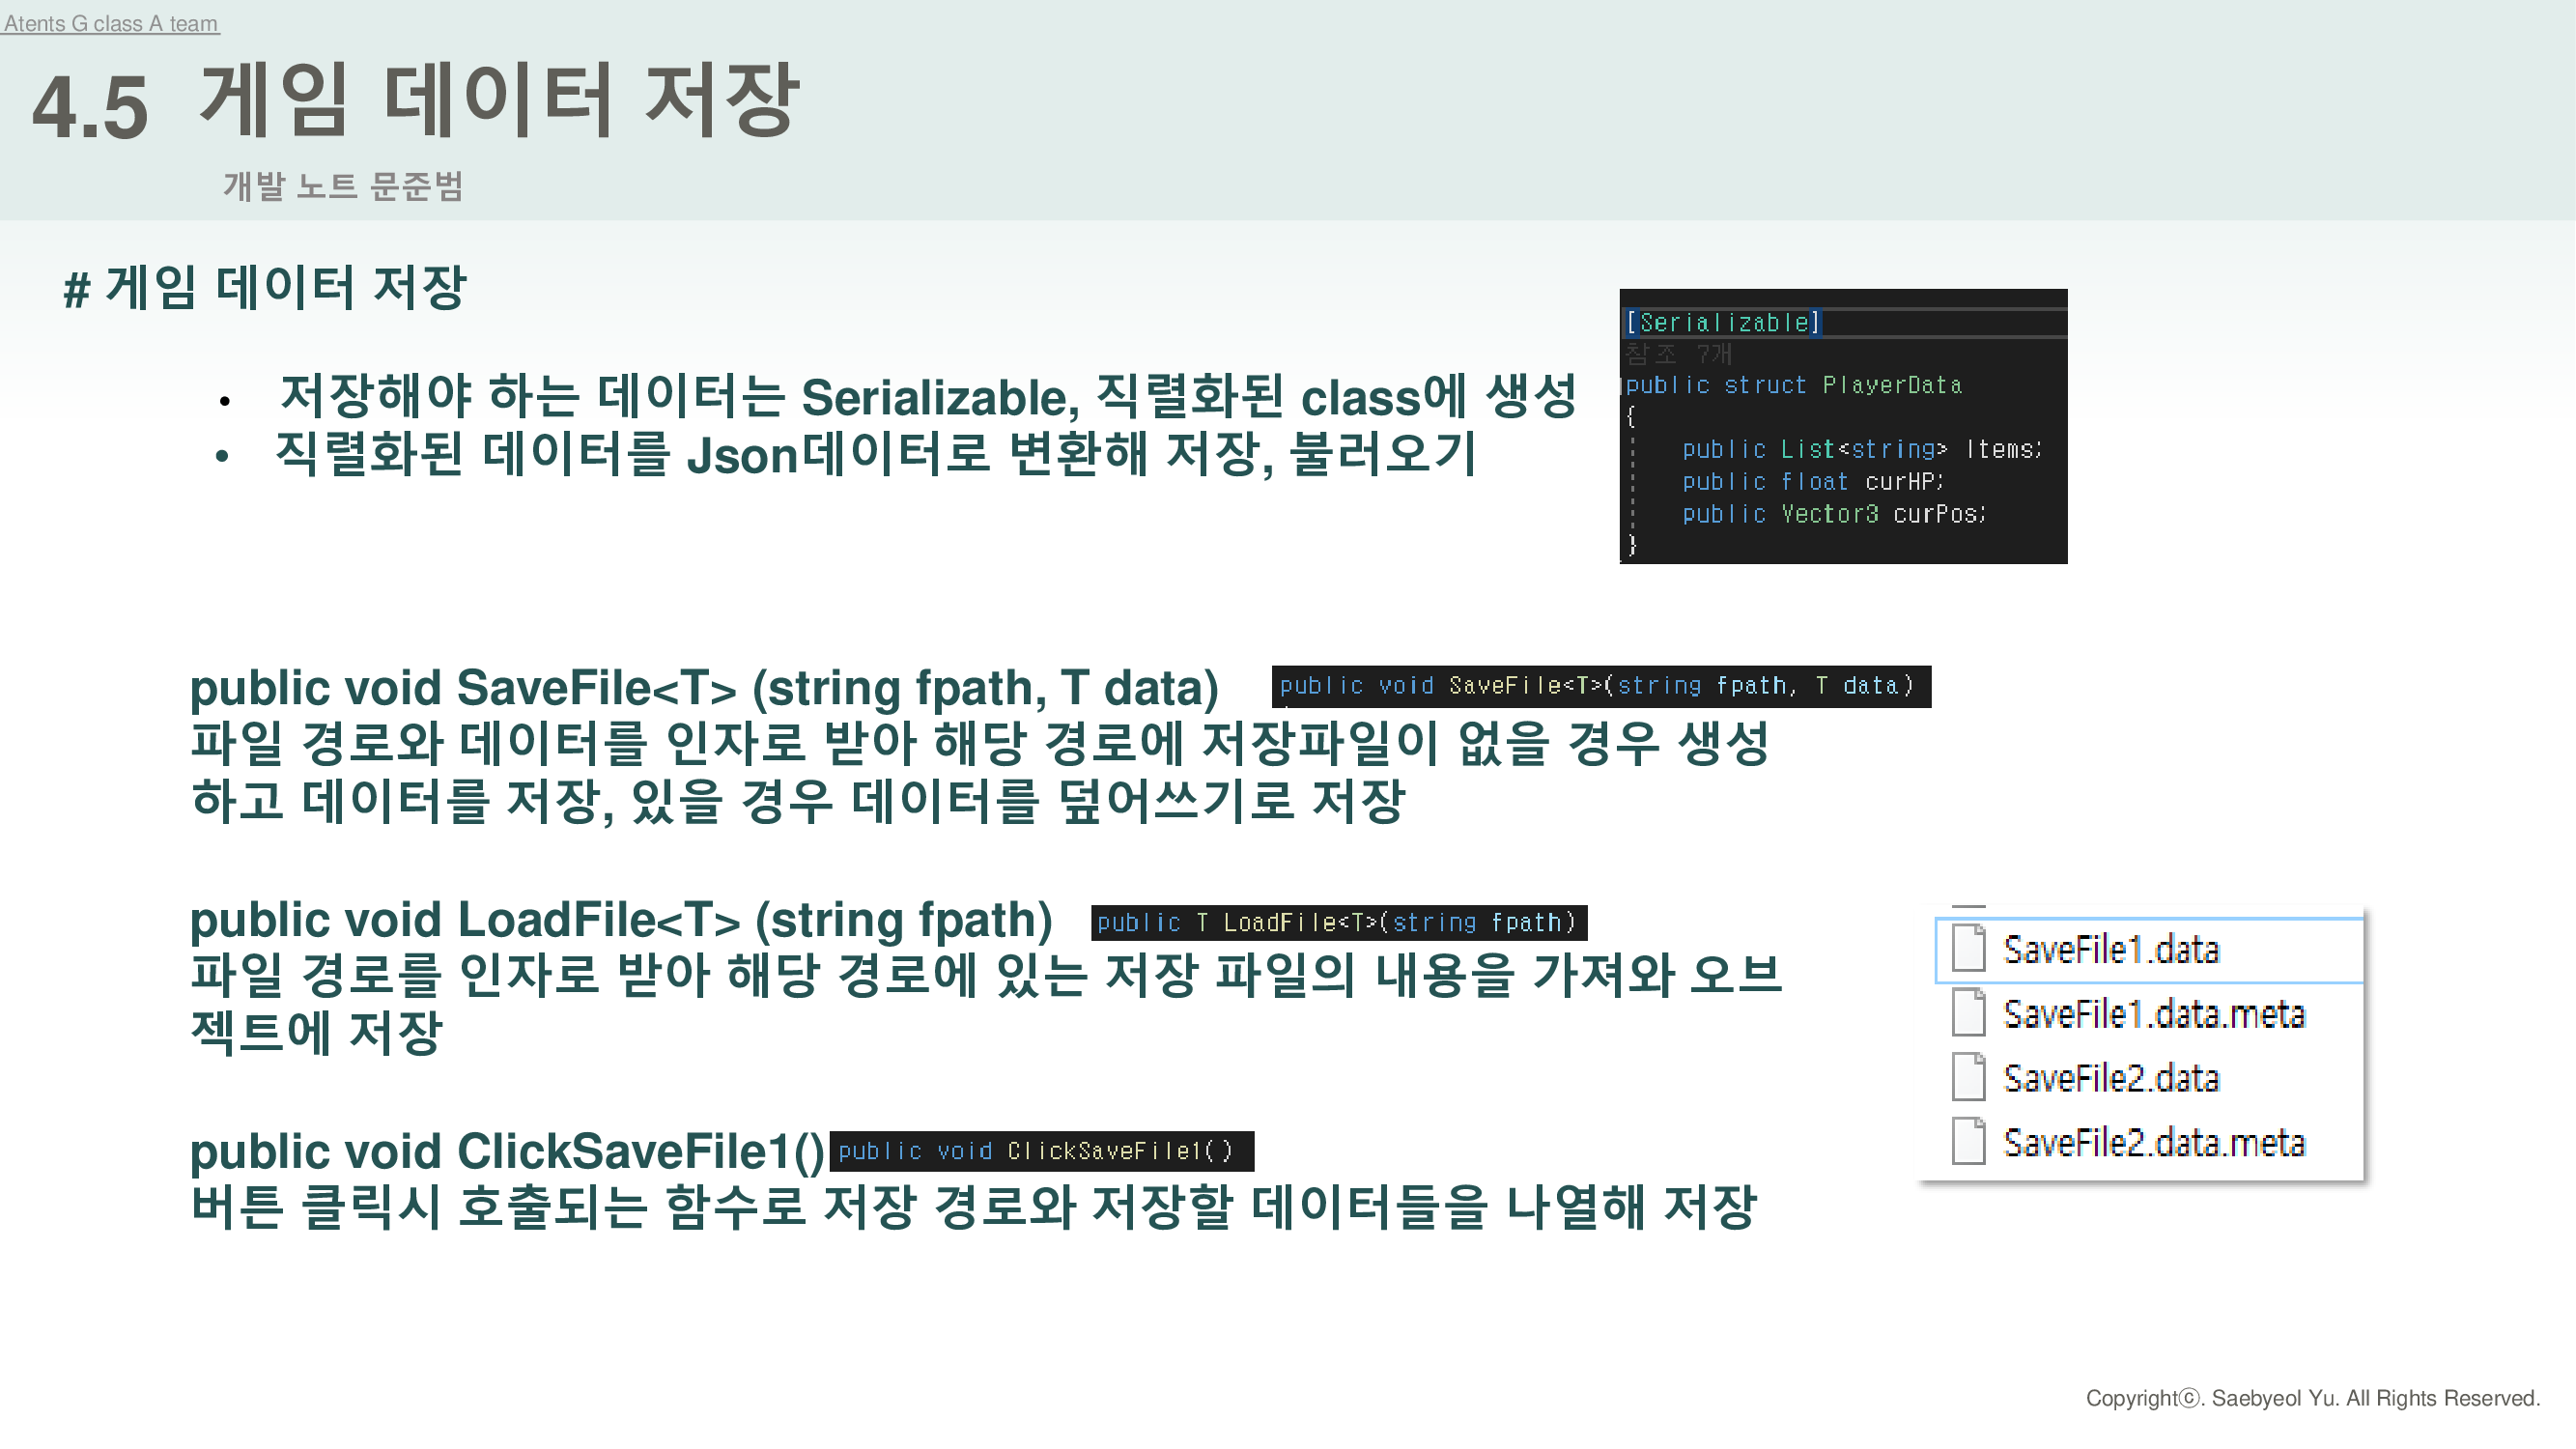 Atents G class A team
4.5 게임 데이터 저장
개발 노트 문준범
# 게임 데이터 저장
• 저장해야 하는 데이터는 Serializable, 직렬화된 class에 생성
• 직렬화된 데이터를 Json데이터로 변환해 저장, 불러오기
[Serializable]
참조 7개
public struct PlayerData
{
public List<string> Items;
public float curHP;
public Vector3 curPos;
}
public void SaveFile<T> (string fpath, T data)
public void SaveFile<T>(string fpath, T data)
파일 경로와 데이터를 인자로 받아 해당 경로에 저장파일이 없을 경우 생성
하고 데이터를 저장, 있을 경우 데이터를 덮어쓰기로 저장
public void LoadFile<T> (string fpath)
public T LoadFile<T>(string fpath)
파일 경로를 인자로 받아 해당 경로에 있는 저장 파일의 내용을 가져와 오브
젝트에 저장
public void ClickSaveFile1()
public void ClickSaveFile1()
버튼 클릭시 호출되는 함수로 저장 경로와 저장할 데이터들을 나열해 저장
SaveFile1.data
SaveFile1.data.meta
SaveFile2.data
SaveFile2.data.meta
Copyrightⓒ. Saebyeol Yu. All Rights Reserved.